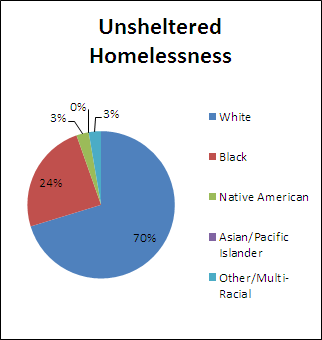 Unsheltered
Homelessness
0%
3%
3%
24%
70%
White
Black
Native American
Asian/Pacific
Islander
Other/Multi-
Racial